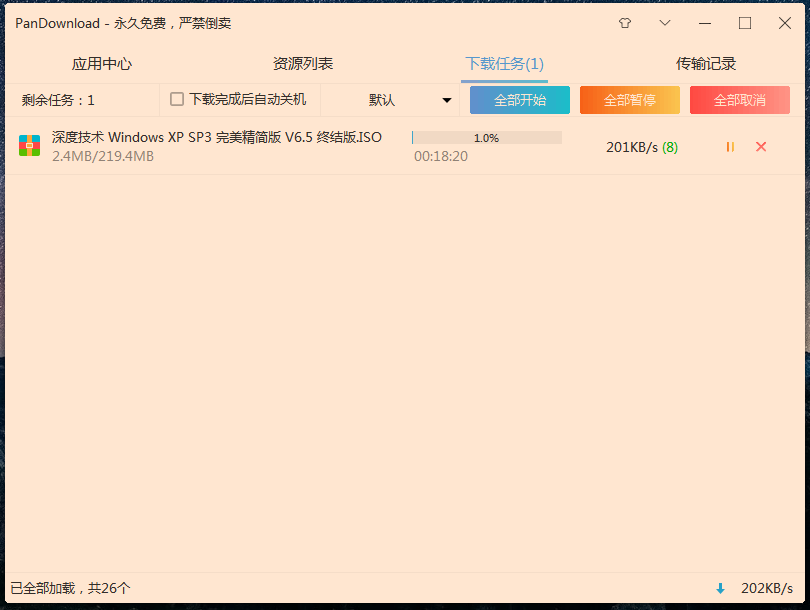 PanDownload - 永久免费，严禁倒卖
应用中心 资源列表 下载任务(1) 传输记录
剩余任务：1 下载完成后自动关机 默认 全部开始 全部暂停 全部取消
深度技术 Windows XP SP3 完美精简版 V6.5 终结版.ISO 1.0% 201KB/s (8)
2.4MB/219.4MB 00:18:20
已全部加载，共26个 202KB/s